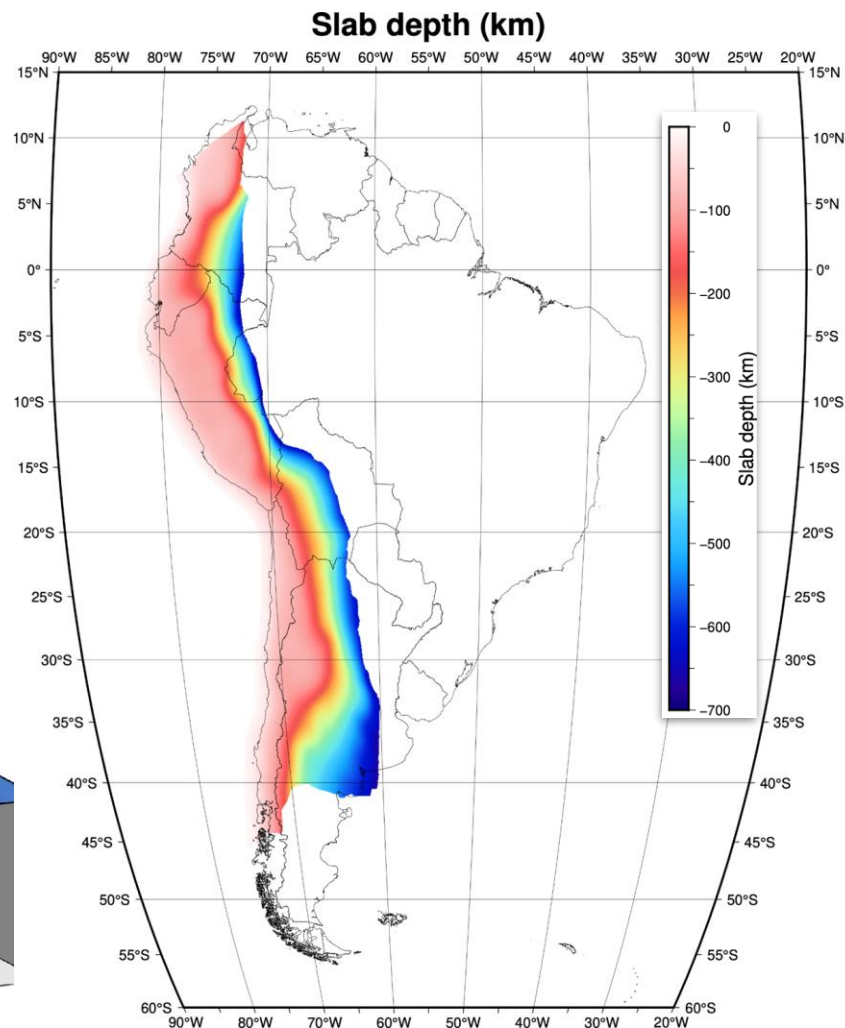 Slab depth (km)
90°W 85°W 80°W 75°W 70°W 65°W 60°W 55°W 50°W 45°W 40°W 35°W 30°W 25°W 20°W
15°N 15°N
10°N 10°N
5°N 5°N
0° 0°
5°S 5°S
10°S 10°S
15°S 15°S
20°S 20°S
25°S 25°S
30°S 30°S
35°S 35°S
40°S 40°S
45°S 45°S
50°S 50°S
55°S 55°S
60°S 60°S
90°W 80°W 70°W 60°W 50°W 40°W 30°W 20°W
0
−100
−200
−300
−400
−500
−600
−700
Slab depth (km)